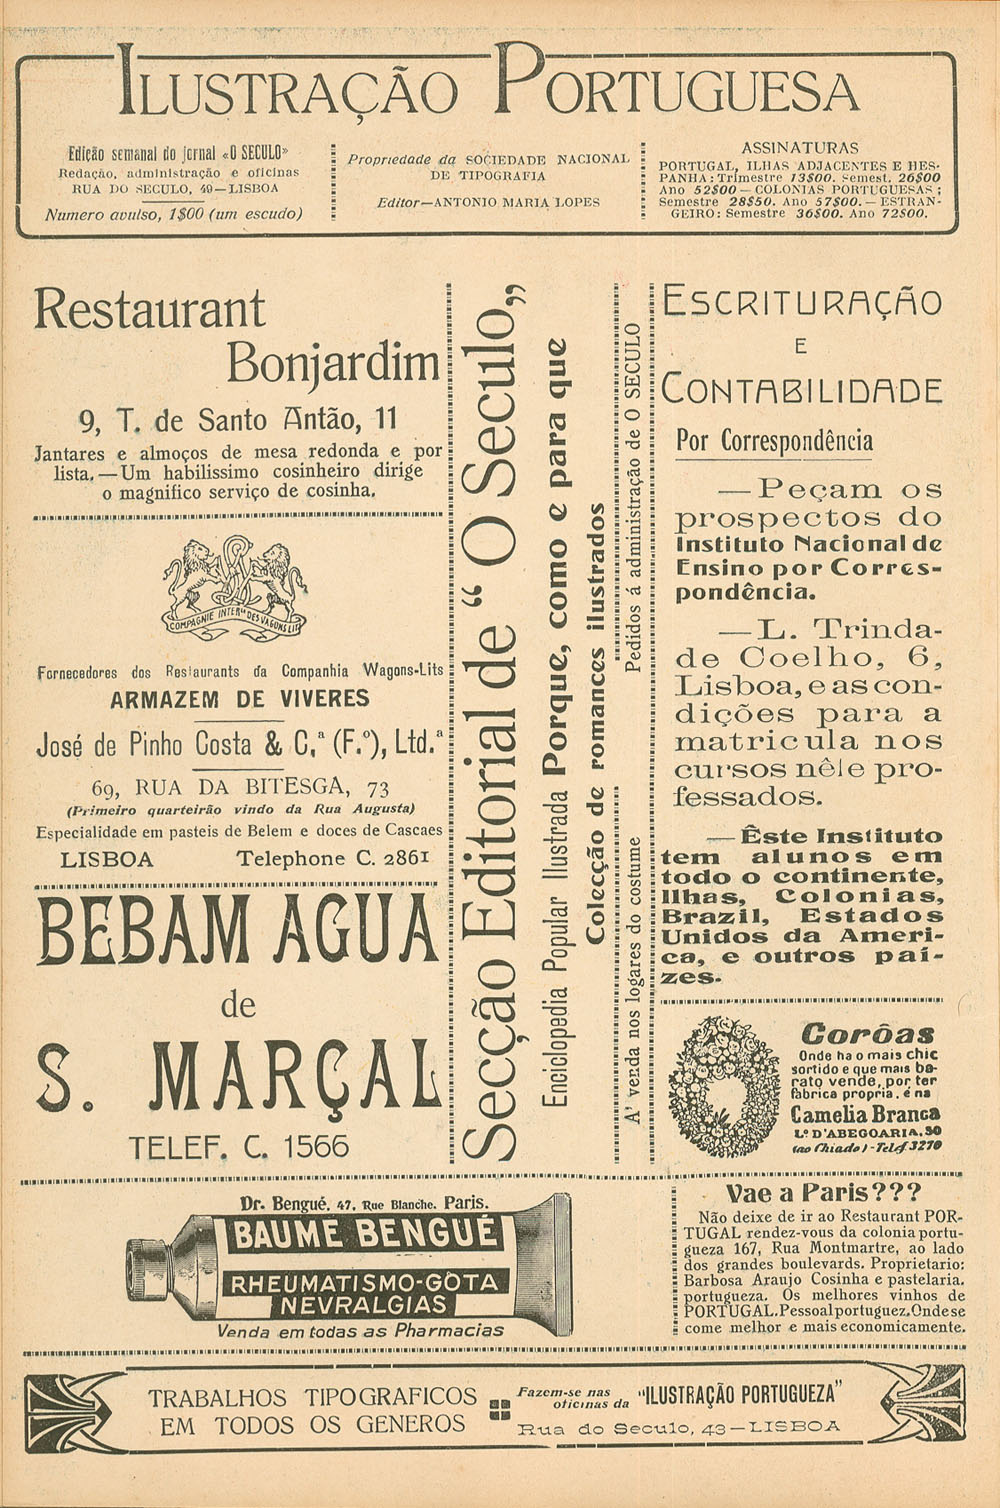 ILUSTRAÇÃO PORTUGUESA
Edição semanal do jornal «O SECULO»
Redação, administração e oficinas
RUA DO SECULO, 49—LISBOA
Numero avulso, 1$00 (um escudo)
Propriedade da SOCIEDADE NACIONAL
DE TIPOGRAFIA
Editor—ANTONIO MARIA LOPES
ASSINATURAS
PORTUGAL, ILHAS ADJACENTES E HES-
PANHA: Trimestre 13$00. Semest. 26$00
Ano 52$00—COLONIAS PORTUGUESAS;
Semestre 28$50. Ano 57$00.—ESTRAN-
GEIRO: Semestre 36$00. Ano 72$00.
Restaurant
Bonjardim
9, T. de Santo Antão, 11
Jantares e almoços de mesa redonda e por
lista.—Um habilissimo cosinheiro dirige
o magnifico serviço de cosinha.
COMPAGNIE INTER^LE DES WAGONS LIT
Fornecedores dos Restaurants da Companhia Wagons-Lits
ARMAZEM DE VIVERES
José de Pinho Costa & C.ª (F.º), Ltd.ª
69, RUA DA BITESGA, 73
(Primeiro quarteirão vindo da Rua Augusta)
Especialidade em pasteis de Belem e doces de Cascaes
LISBOA Telephone C. 2861
BEBAM AGUA
de
S. MARÇAL
TELEF. C. 1566
Secção Editorial de “O Seculo„
Enciclopedia Popular Ilustrada Porque, como e para que
Colecção de romances ilustrados
A' venda nos logares do costume Pedidos á administração de O SECULO
ESCRITURAÇÃO
E
CONTABILIDADE
Por Correspondência
—Peçam os
prospectos do
Instituto Nacional de
Ensino por Corres-
pondência.
—L. Trinda-
de Coelho, 6,
Lisboa, e as con-
dições para a
matricula nos
cursos nêle pro-
fessados.
—Êste Instituto
tem alunos em
todo o continente,
Ilhas, Colonias,
Brazil, Estados
Unidos da Ameri-
ca, e outros paí-
zes.
Corôas
Onde ha o mais chic
sortido e que mais ba-
rato vende, por ter
fabrica propria, é na
Camelia Branca
L.º D'ABEGOARIA, 50
(ao Chiado)-Telef. 3270
Dr. Bengué, 47, Rue Blanche, Paris.
BAUME BENGUÉ
RHEUMATISMO-GOTA
NEVRALGIAS
Venda em todas as Pharmacias
Vae a Paris???
Não deixe de ir ao Restaurant POR-
TUGAL rendez-vous da colonia portu-
gueza 167, Rua Montmartre, ao lado
dos grandes boulevards. Proprietario:
Barbosa Araujo Cosinha e pastelaria.
portugueza. Os melhores vinhos de
PORTUGAL. Pessoal portuguez. Onde se
come melhor e mais economicamente.
TRABALHOS TIPOGRAFICOS
EM TODOS OS GENEROS
Fazem-se nas
oficinas da "ILUSTRAÇÃO PORTUGUEZA"
Rua do Seculo, 43—LISBOA